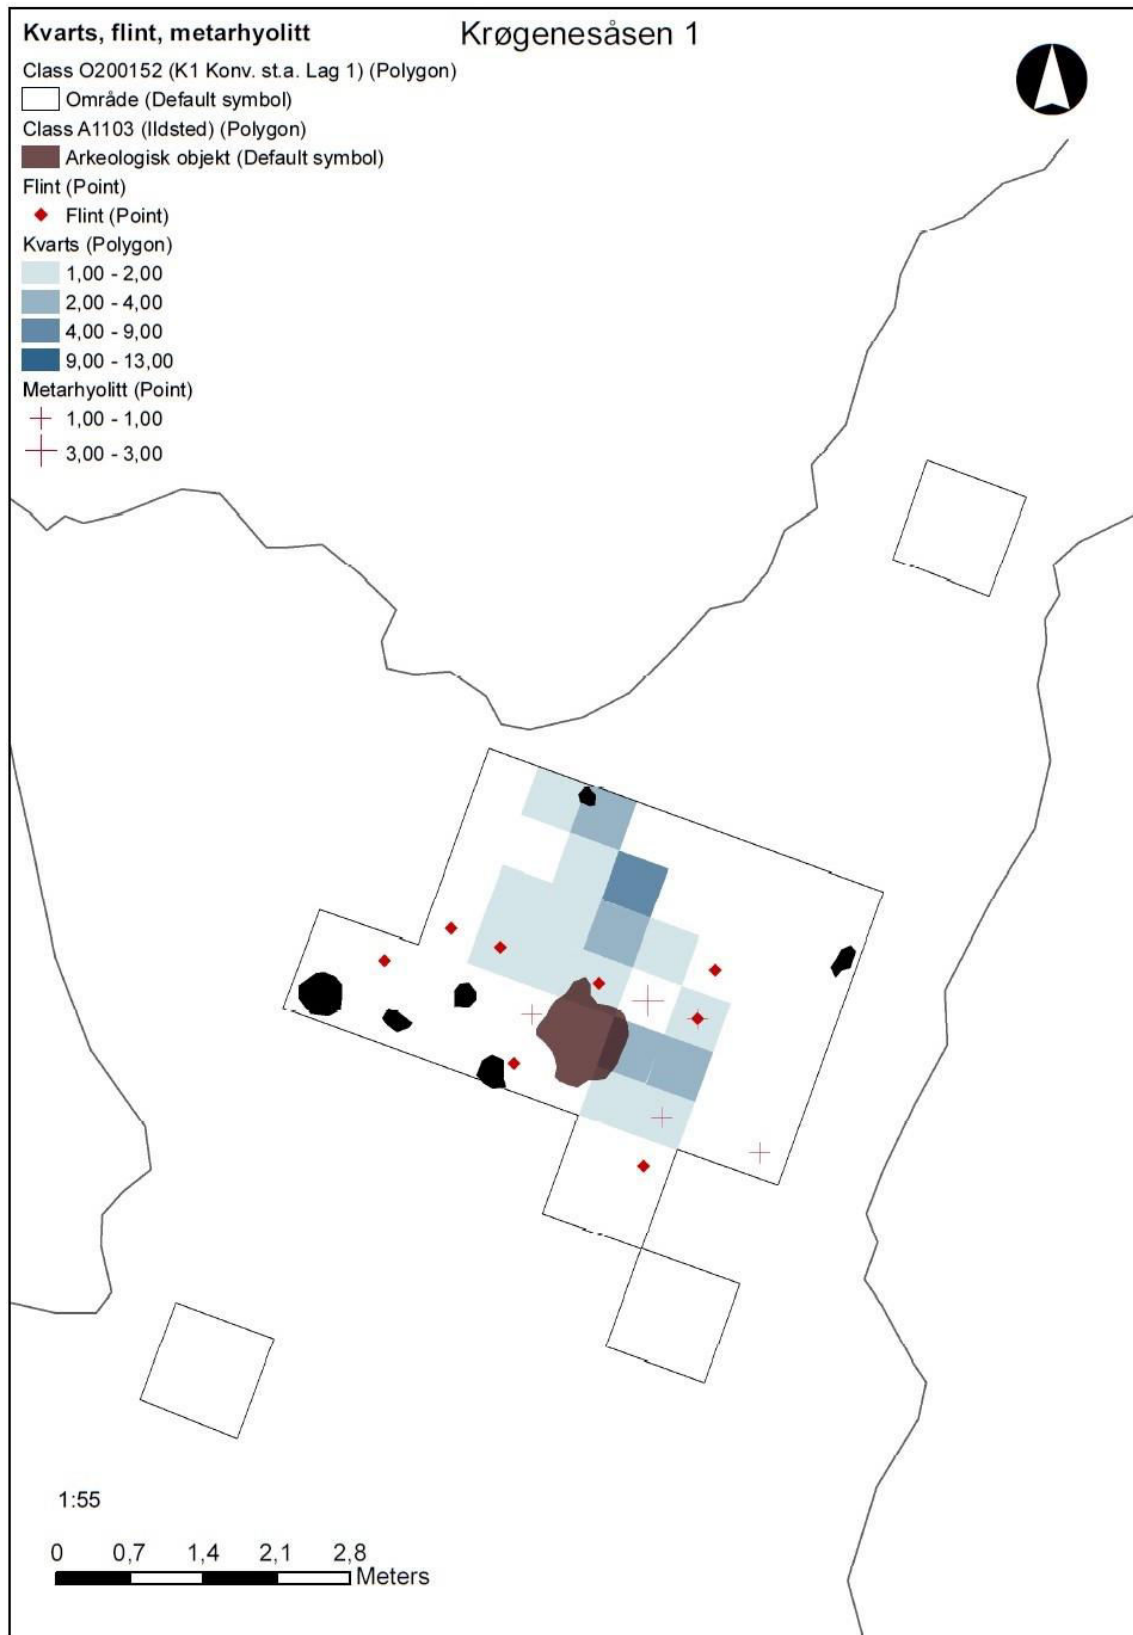 Kvarts, flint, metarhyolitt
Krøgenesåsen 1
Class O200152 (K1 Konv. st.a. Lag 1) (Polygon)
Område (Default symbol)
Class A1103 (Ildsted) (Polygon)
Arkeologisk objekt (Default symbol)
Flint (Point)
Flint (Point)
Kvarts (Polygon)
1,00 - 2,00
2,00 - 4,00
4,00 - 9,00
9,00 - 13,00
Metarhyolitt (Point)
1,00 - 1,00
3,00 - 3,00
1:55
0 0,7 1,4 2,1 2,8
Meters